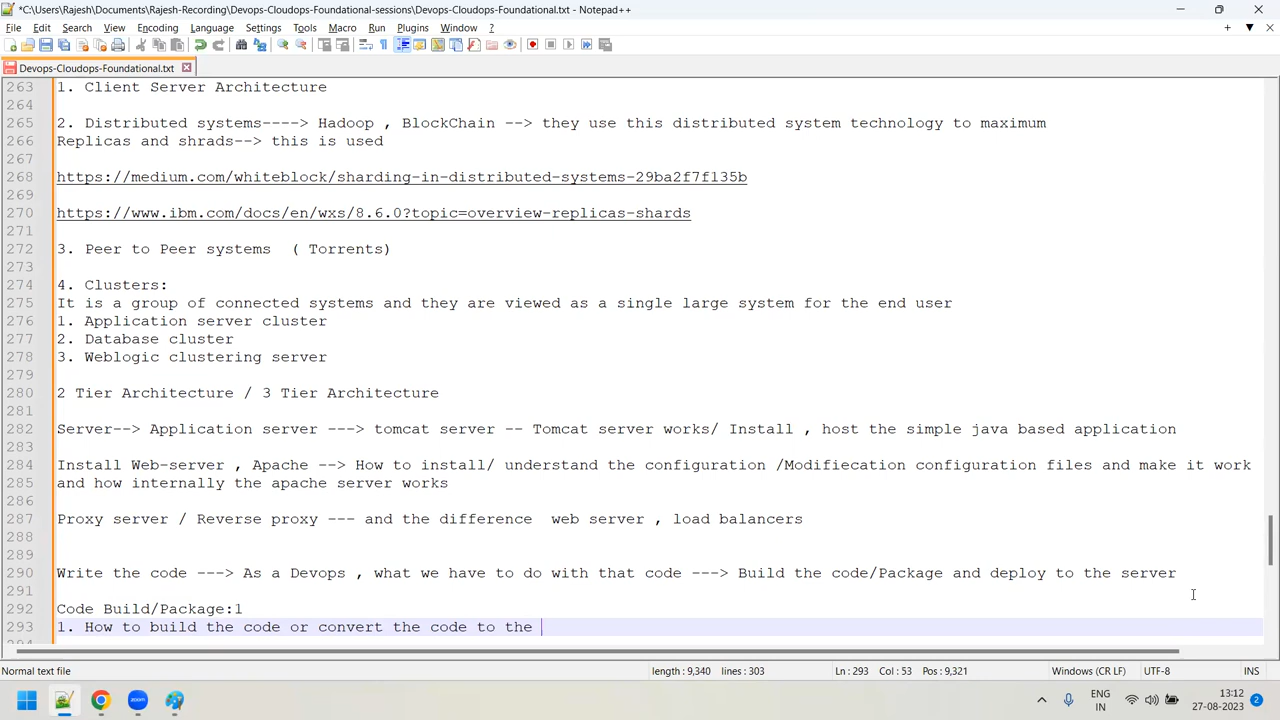 *C:\Users\Rajesh\Documents\Rajesh-Recording\Devops-Cloudops-Foundational-sessions\Devops-Cloudops-Foundational.txt - Notepad++
File Edit Search View Encoding Language Settings Tools Macro Run Plugins Window ?
Devops-Cloudops-Foundational.txt
263 1. Client Server Architecture
264
265 2. Distributed systems----> Hadoop , BlockChain --> they use this distributed system technology to maximum
266 Replicas and shrads--> this is used
267
268 https://medium.com/whiteblock/sharding-in-distributed-systems-29ba2f7f135b
269
270 https://www.ibm.com/docs/en/wxs/8.6.0?topic=overview-replicas-shards
271
272 3. Peer to Peer systems  ( Torrents)
273
274 4. Clusters:
275 It is a group of connected systems and they are viewed as a single large system for the end user
276 1. Application server cluster
277 2. Database cluster
278 3. Weblogic clustering server
279
280 2 Tier Architecture / 3 Tier Architecture
281
282 Server--> Application server ---> tomcat server -- Tomcat server works/ Install , host the simple java based application
283
284 Install Web-server , Apache --> How to install/ understand the configuration /Modifiecation configuration files and make it work
285 and how internally the apache server works
286
287 Proxy server / Reverse proxy --- and the difference  web server , load balancers
288
289
290 Write the code ---> As a Devops , what we have to do with that code ---> Build the code/Package and deploy to the server
291
292 Code Build/Package:1
293 1. How to build the code or convert the code to the
Normal text file length : 9,340 lines : 303 Ln : 293 Col : 53 Pos : 9,321 Windows (CR LF) UTF-8 INS
ENG IN 13:12 27-08-2023 2